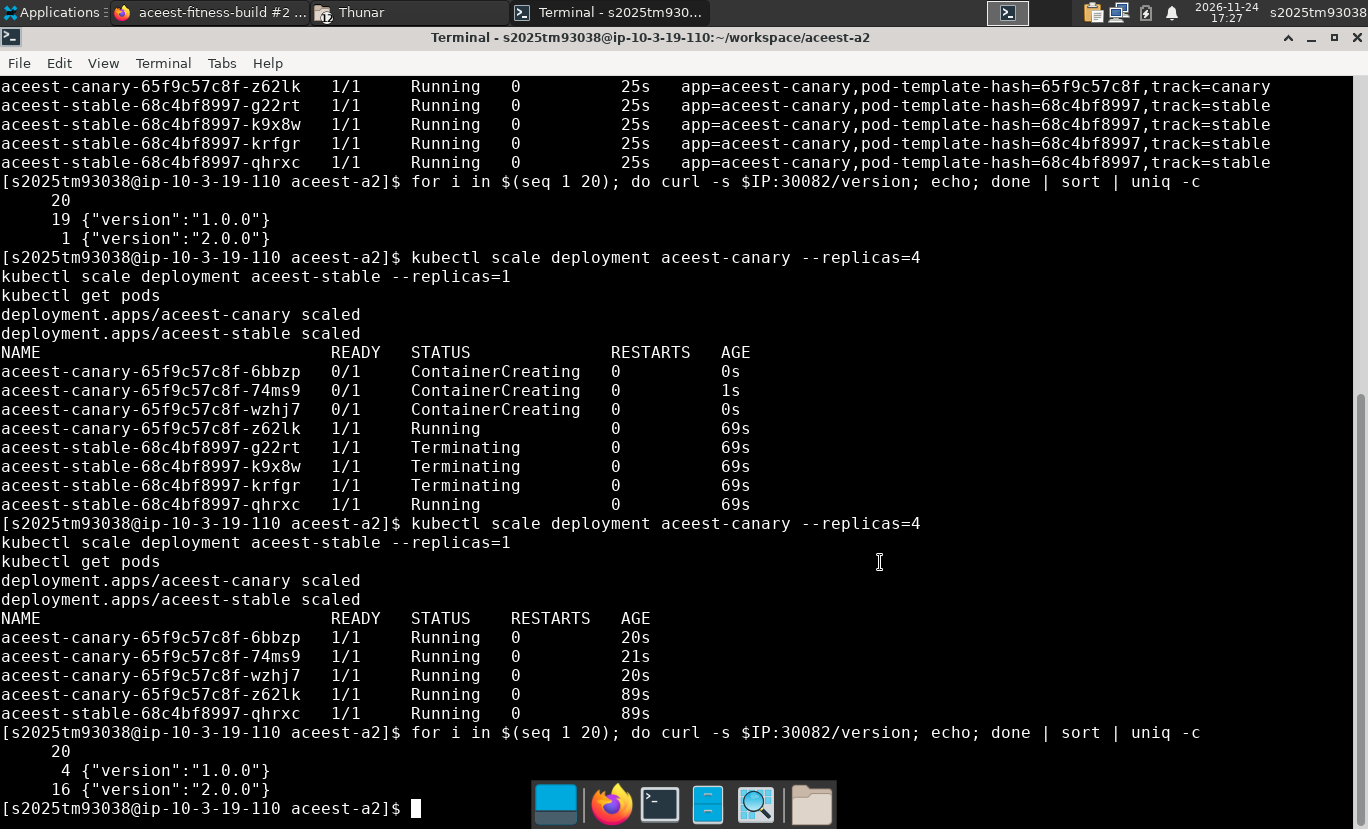 Applications
aceest-fitness-build #2 ...
12
Thunar
Terminal - s2025tm930...
2026-11-24
17:27
s2025tm93038
Terminal - s2025tm93038@ip-10-3-19-110:~/workspace/aceest-a2
File Edit View Terminal Tabs Help
aceest-canary-65f9c57c8f-z62lk 1/1 Running 0 25s app=aceest-canary,pod-template-hash=65f9c57c8f,track=canary
aceest-stable-68c4bf8997-g22rt 1/1 Running 0 25s app=aceest-canary,pod-template-hash=68c4bf8997,track=stable
aceest-stable-68c4bf8997-k9x8w 1/1 Running 0 25s app=aceest-canary,pod-template-hash=68c4bf8997,track=stable
aceest-stable-68c4bf8997-krfgr 1/1 Running 0 25s app=aceest-canary,pod-template-hash=68c4bf8997,track=stable
aceest-stable-68c4bf8997-qhrxc 1/1 Running 0 25s app=aceest-canary,pod-template-hash=68c4bf8997,track=stable
[s2025tm93038@ip-10-3-19-110 aceest-a2]$ for i in $(seq 1 20); do curl -s $IP:30082/version; echo; done | sort | uniq -c
20
19 {"version":"1.0.0"}
1 {"version":"2.0.0"}
[s2025tm93038@ip-10-3-19-110 aceest-a2]$ kubectl scale deployment aceest-canary --replicas=4
kubectl scale deployment aceest-stable --replicas=1
kubectl get pods
deployment.apps/aceest-canary scaled
deployment.apps/aceest-stable scaled
NAME READY STATUS RESTARTS AGE
aceest-canary-65f9c57c8f-6bbzp 0/1 ContainerCreating 0 0s
aceest-canary-65f9c57c8f-74ms9 0/1 ContainerCreating 0 1s
aceest-canary-65f9c57c8f-wzhj7 0/1 ContainerCreating 0 0s
aceest-canary-65f9c57c8f-z62lk 1/1 Running 0 69s
aceest-stable-68c4bf8997-g22rt 1/1 Terminating 0 69s
aceest-stable-68c4bf8997-k9x8w 1/1 Terminating 0 69s
aceest-stable-68c4bf8997-krfgr 1/1 Terminating 0 69s
aceest-stable-68c4bf8997-qhrxc 1/1 Running 0 69s
[s2025tm93038@ip-10-3-19-110 aceest-a2]$ kubectl scale deployment aceest-canary --replicas=4
kubectl scale deployment aceest-stable --replicas=1
kubectl get pods
deployment.apps/aceest-canary scaled
deployment.apps/aceest-stable scaled
NAME READY STATUS RESTARTS AGE
aceest-canary-65f9c57c8f-6bbzp 1/1 Running 0 20s
aceest-canary-65f9c57c8f-74ms9 1/1 Running 0 21s
aceest-canary-65f9c57c8f-wzhj7 1/1 Running 0 20s
aceest-canary-65f9c57c8f-z62lk 1/1 Running 0 89s
aceest-stable-68c4bf8997-qhrxc 1/1 Running 0 89s
[s2025tm93038@ip-10-3-19-110 aceest-a2]$ for i in $(seq 1 20); do curl -s $IP:30082/version; echo; done | sort | uniq -c
20
4 {"version":"1.0.0"}
16 {"version":"2.0.0"}
[s2025tm93038@ip-10-3-19-110 aceest-a2]$